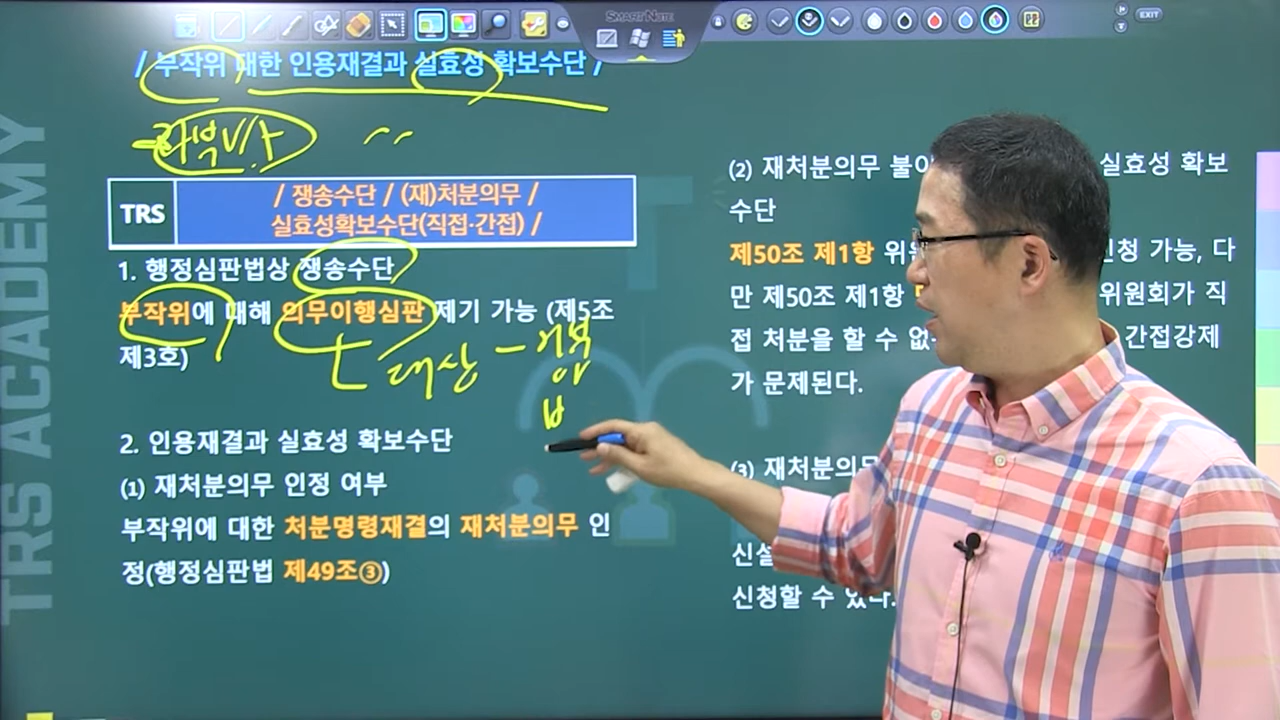 SMARTNOTE
EXIT
/ 부작위 대한 인용재결과 실효성 확보수단 /
TRS
/ 쟁송수단 / (재)처분의무 /
실효성확보수단(직접·간접) /
1. 행정심판법상 쟁송수단
부작위에 대해 의무이행심판 제기 가능 (제5조
제3호)
대상 - 거부
2. 인용재결과 실효성 확보수단
(1) 재처분의무 인정 여부
부작위에 대한 처분명령재결의 재처분의무 인
정(행정심판법 제49조③)
(2) 재처분의무 불이 실효성 확보
수단
제50조 제1항 위 신청 가능, 다
만 제50조 제1항 위원회가 직
접 처분을 할 수 없 간접강제
가 문제된다.
(3) 재처분의무
신설
신청할 수 있다.
TRS ACADEMY